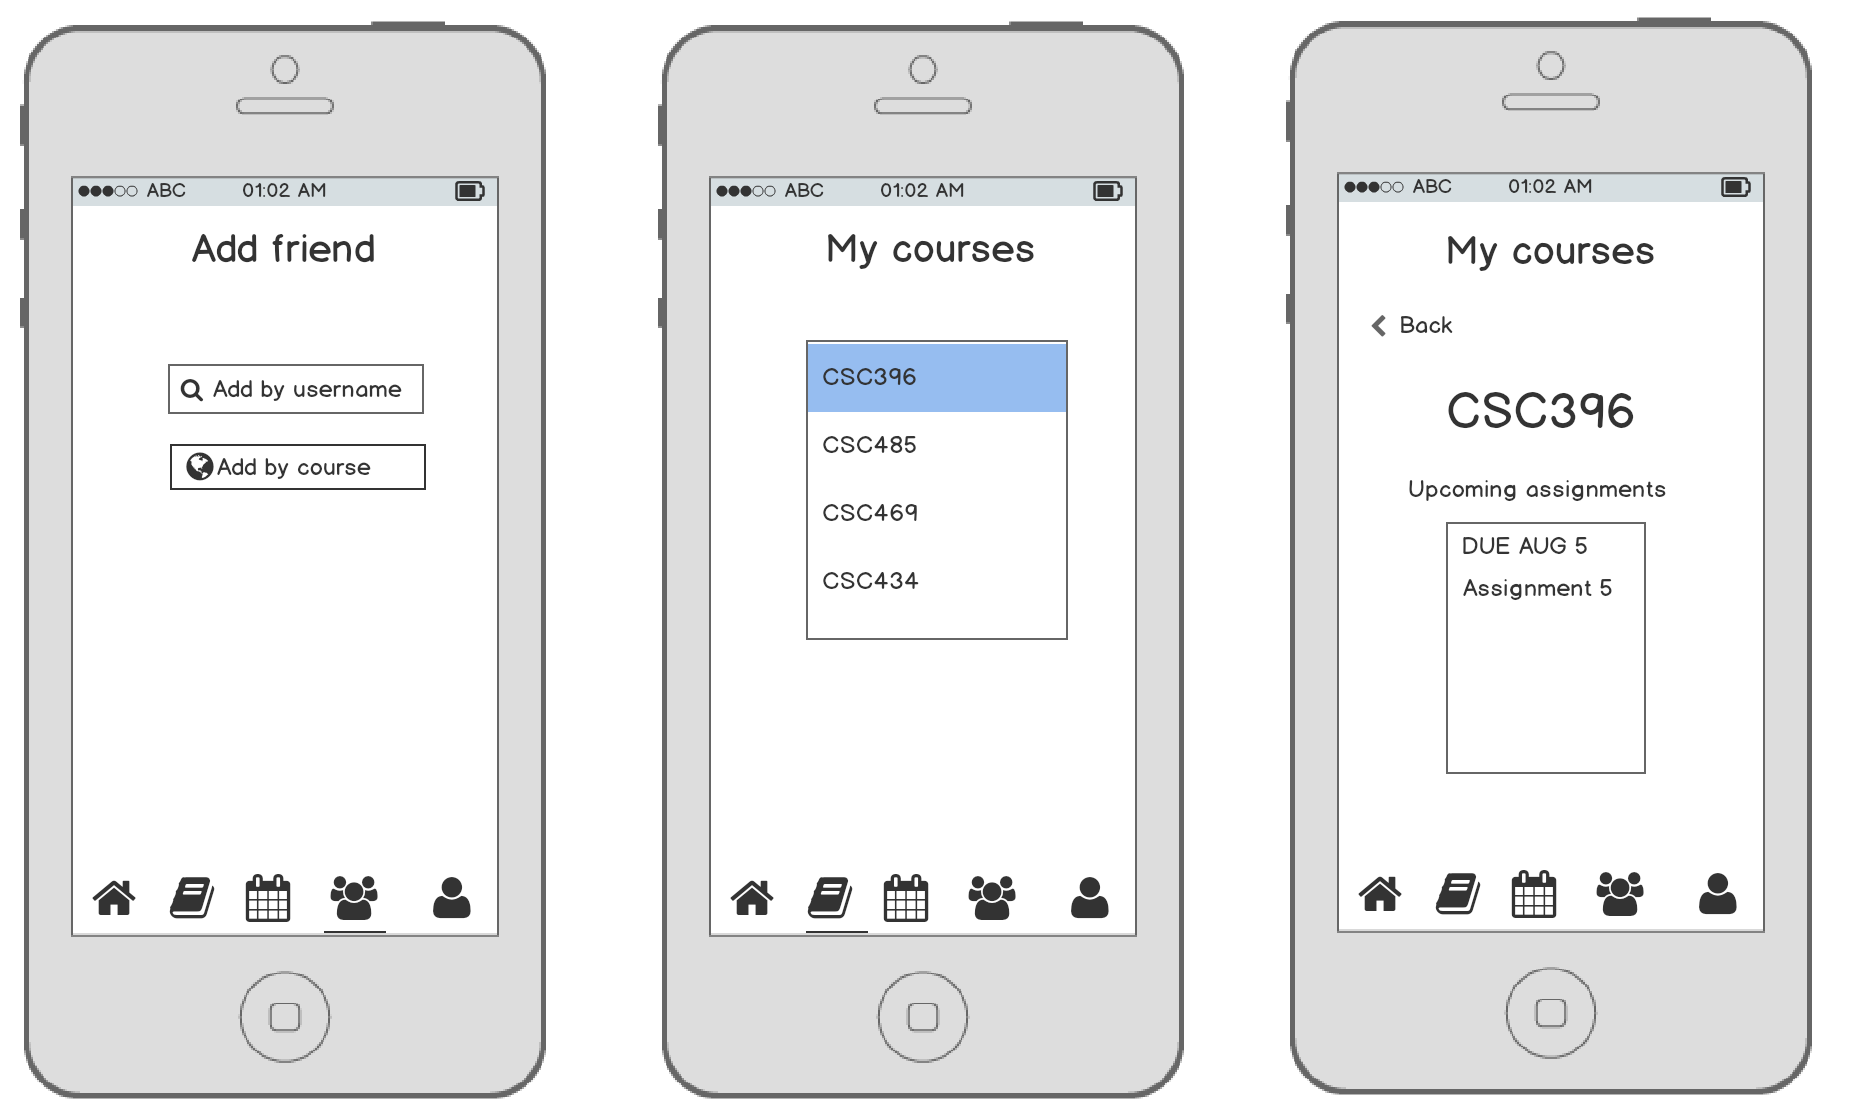 ABC 01:02 AM
Add friend
Add by username
Add by course
ABC 01:02 AM
My courses
CSC396
CSC485
CSC469
CSC434
ABC 01:02 AM
My courses
Back
CSC396
Upcoming assignments
DUE AUG 5
Assignment 5